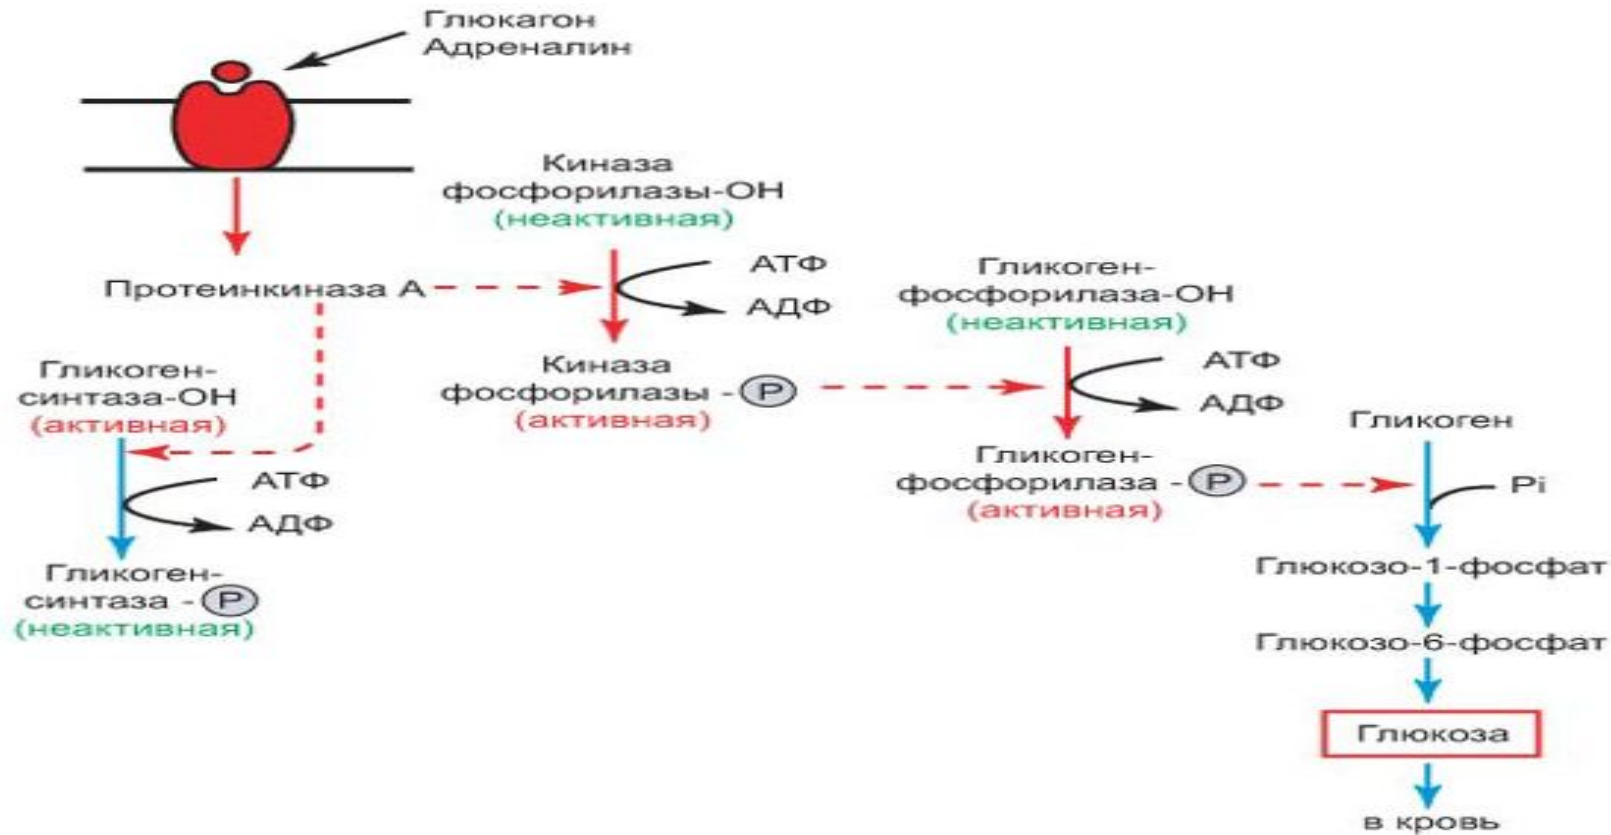 Глюкагон
Адреналин
Киназа
фосфорилазы-ОН
(неактивная)
АТФ
АДФ
Протеинкиназа А
Гликоген-
фосфорилаза-ОН
(неактивная)
АТФ
АДФ
Киназа
фосфорилазы - P
(активная)
Гликоген-
синтаза-ОН
(активная)
АТФ
АДФ
Гликоген-
синтаза - P
(неактивная)
Гликоген-
фосфорилаза - P
(активная)
Гликоген
Pi
Глюкозо-1-фосфат
Глюкозо-6-фосфат
Глюкоза
в кровь